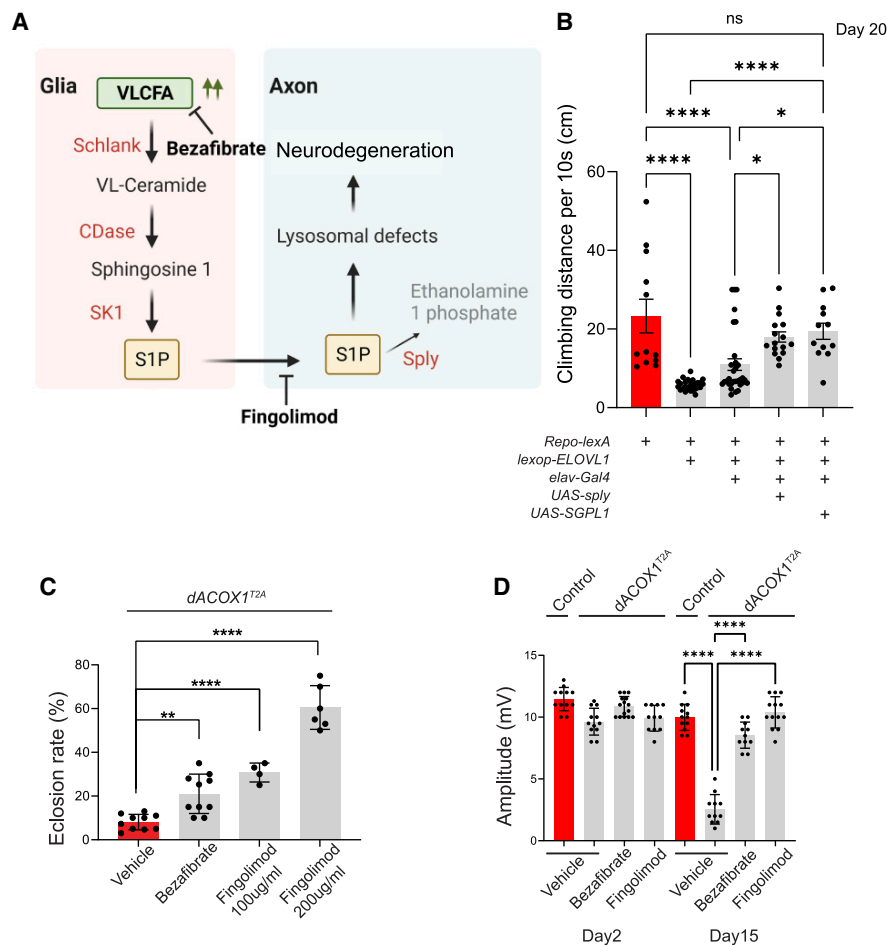 A
Glia
Axon
VLCFA
Schlank
Bezafibrate
Neurodegeneration
VL-Ceramide
CDase
Lysosomal defects
Sphingosine 1
Ethanolamine
1 phosphate
SK1
S1P
S1P
Sply
Fingolimod
B
Day 20
ns
****
****
*
****
*
Climbing distance per 10s (cm)
60
40
20
0
Repo-lexA + + + + +
lexop-ELOVL1 + + + +
elav-Gal4 + + +
UAS-sply +
UAS-SGPL1 +
C
dACOX1T2A
****
****
**
Eclosion rate (%)
80
60
40
20
0
Vehicle
Bezafibrate
Fingolimod
100ug/ml
Fingolimod
200ug/ml
D
Control
dACOX1T2A
Control
dACOX1T2A
****
****
****
Amplitude (mV)
15
10
5
0
Vehicle
Bezafibrate
Fingolimod
Vehicle
Bezafibrate
Fingolimod
Day2
Day15